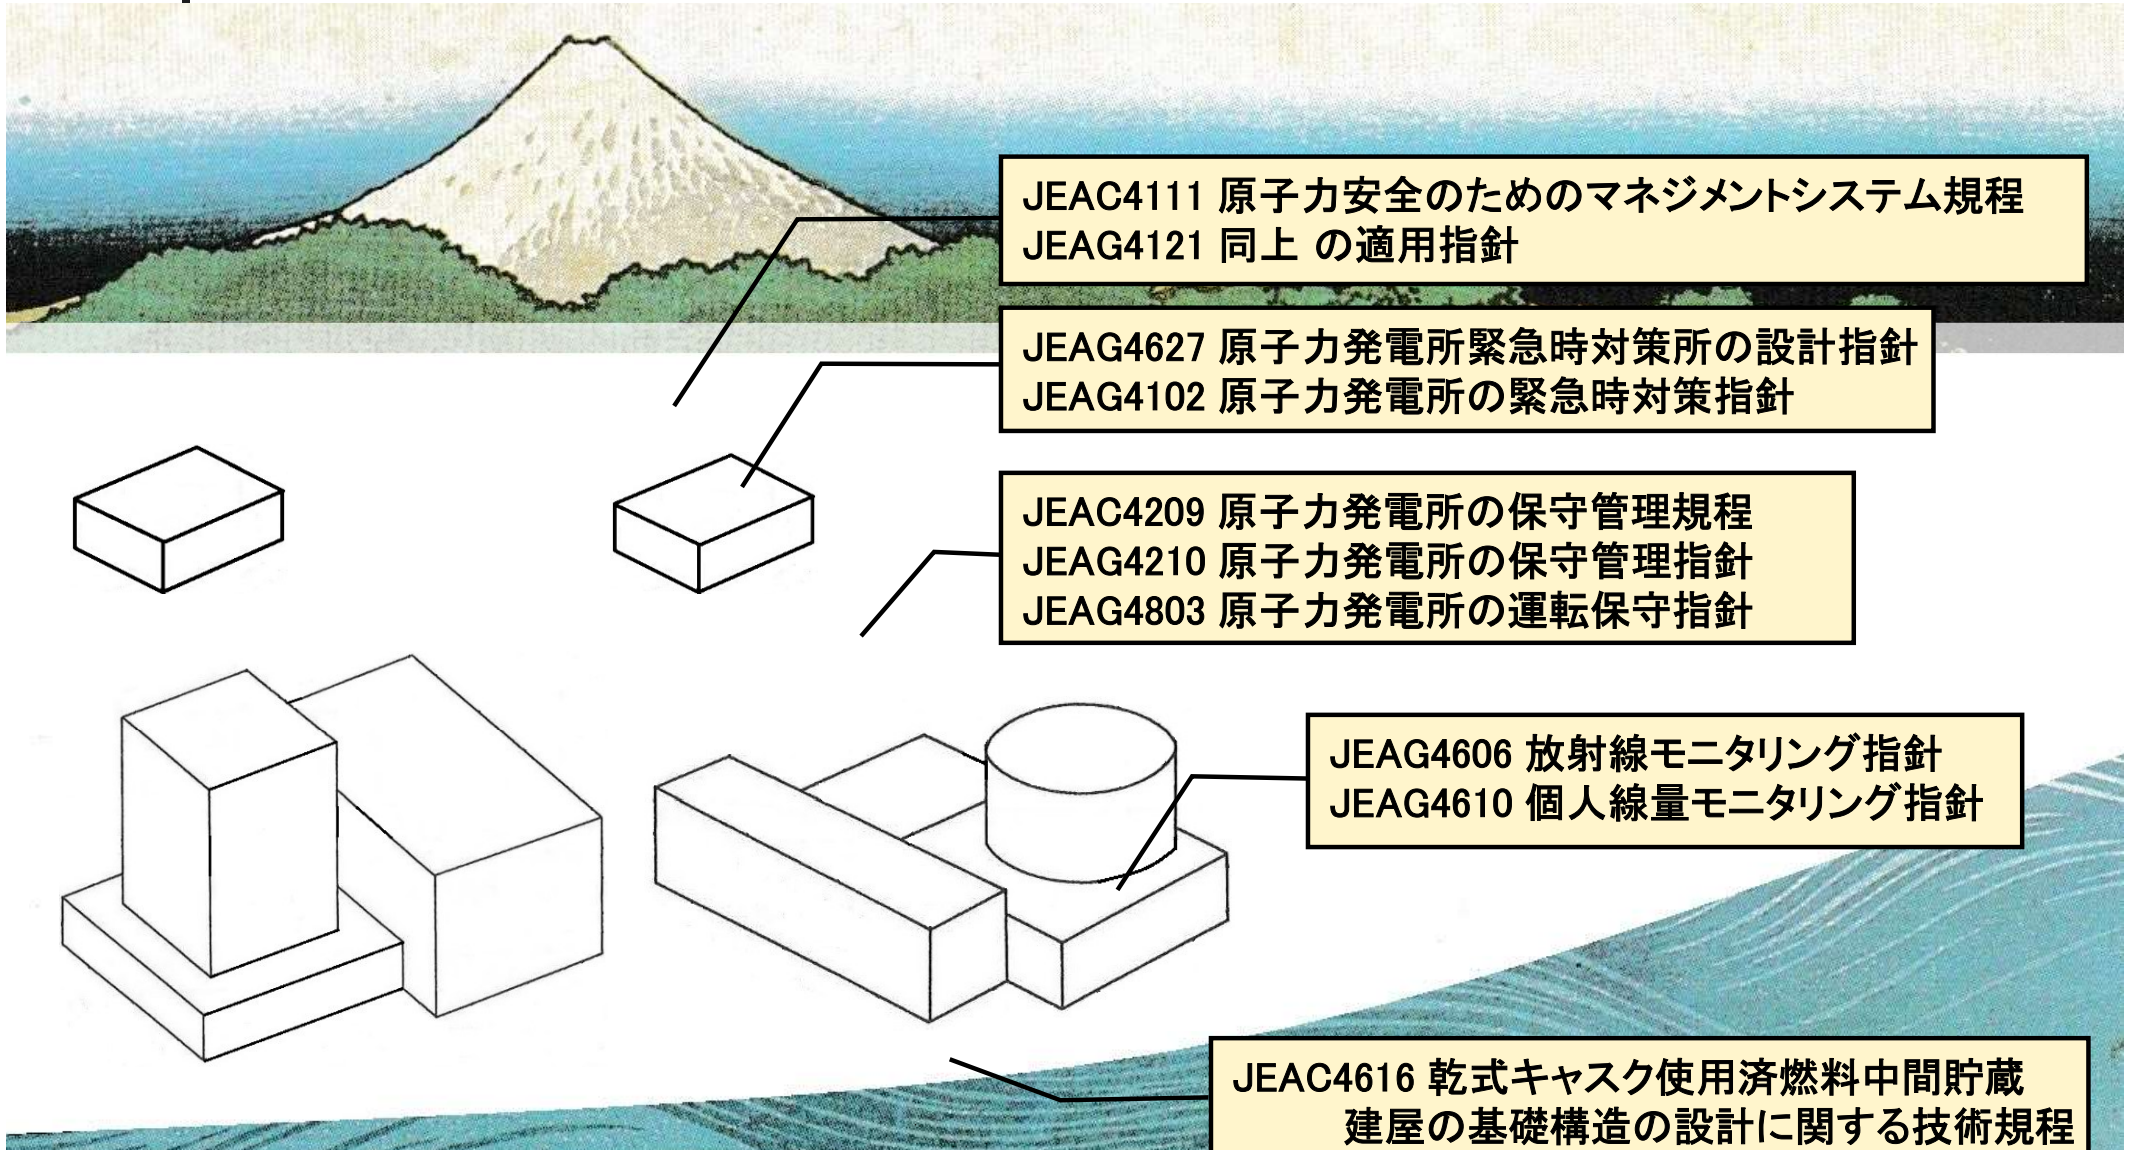 JEAC4111 原子力安全のためのマネジメントシステム規程
JEAG4121 同上 の適用指針
JEAG4627 原子力発電所緊急時対策所の設計指針
JEAG4102 原子力発電所の緊急時対策指針
JEAC4209 原子力発電所の保守管理規程
JEAG4210 原子力発電所の保守管理指針
JEAG4803 原子力発電所の運転保守指針
JEAG4606 放射線モニタリング指針
JEAG4610 個人線量モニタリング指針
JEAC4616 乾式キャスク使用済燃料中間貯蔵
建屋の基礎構造の設計に関する技術規程